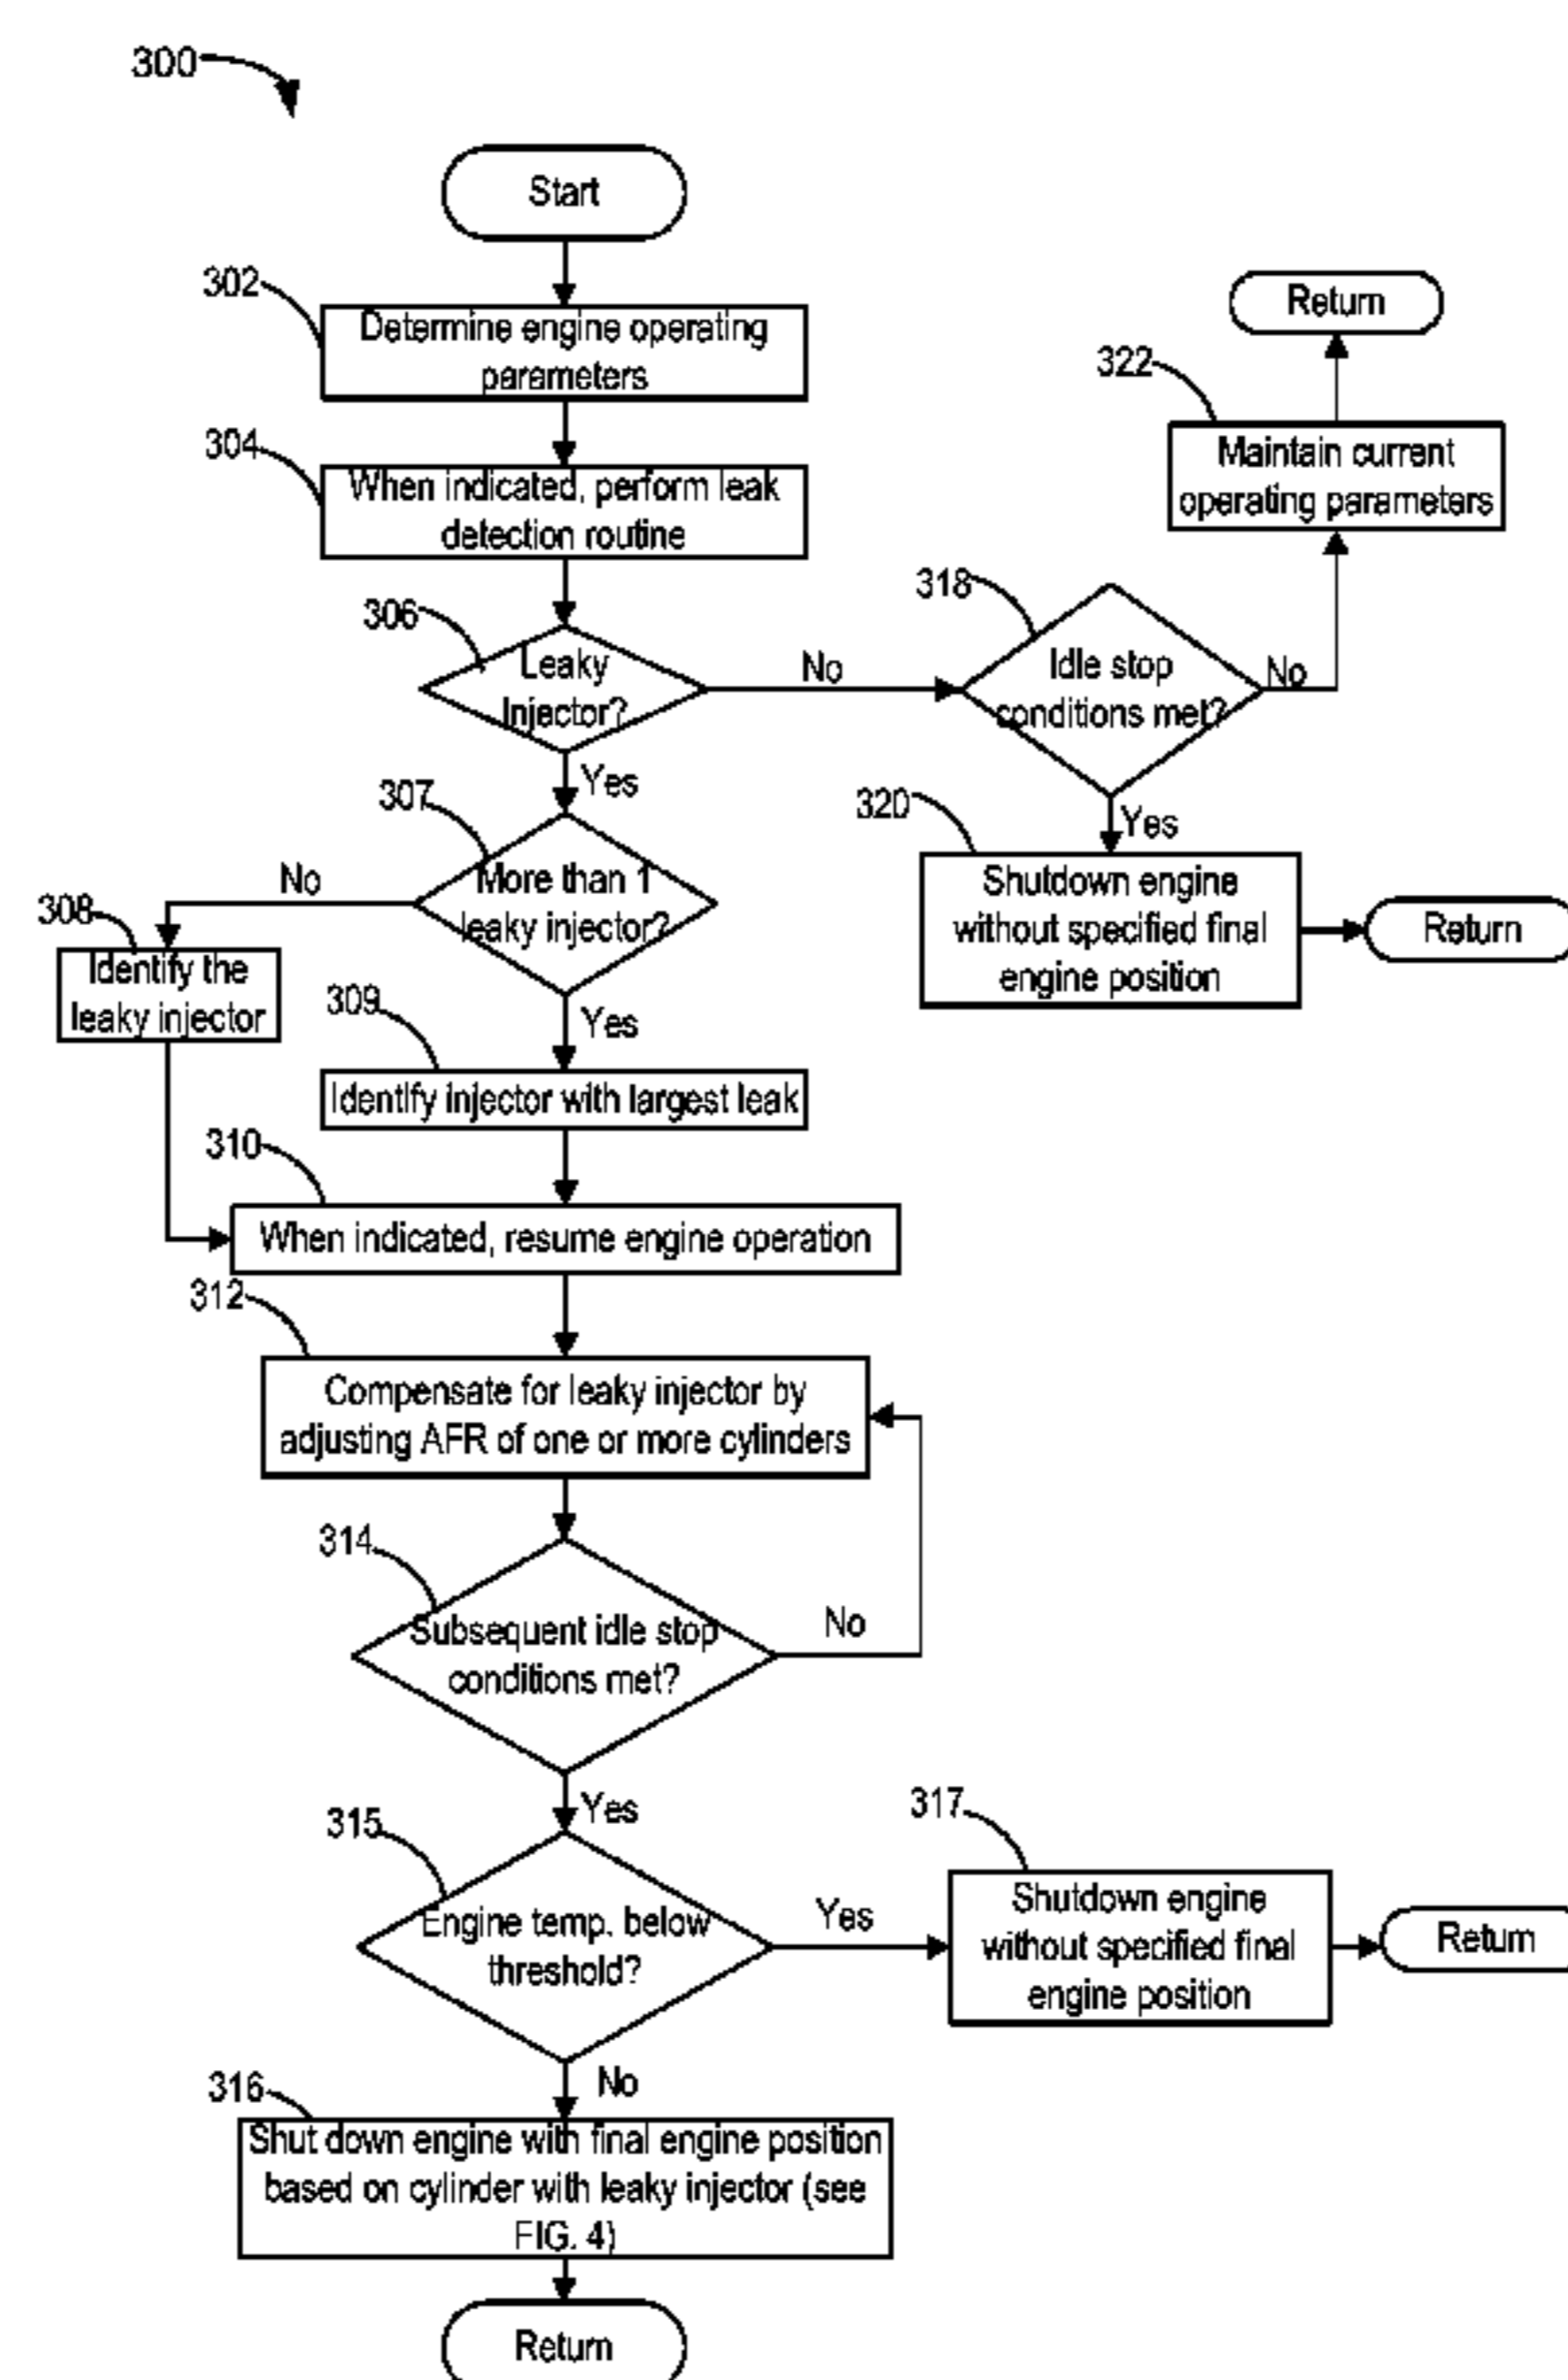 300
Start
302
Determine engine operating
parameters
304
When indicated, perform leak
detection routine
306
Leaky
Injector?
No
Yes
318
Idle stop
conditions met?
No
Yes
322
Maintain current
operating parameters
Return
320
Shutdown engine
without specified final
engine position
Return
307
More than 1
leaky injector?
No
Yes
308
Identify the
leaky injector
309
Identify injector with largest leak
310
When indicated, resume engine operation
312
Compensate for leaky injector by
adjusting AFR of one or more cylinders
314
Subsequent idle stop
conditions met?
No
Yes
315
Engine temp. below
threshold?
Yes
No
317
Shutdown engine
without specified final
engine position
Return
316
Shut down engine with final engine position
based on cylinder with leaky injector (see
FIG. 4)
Return